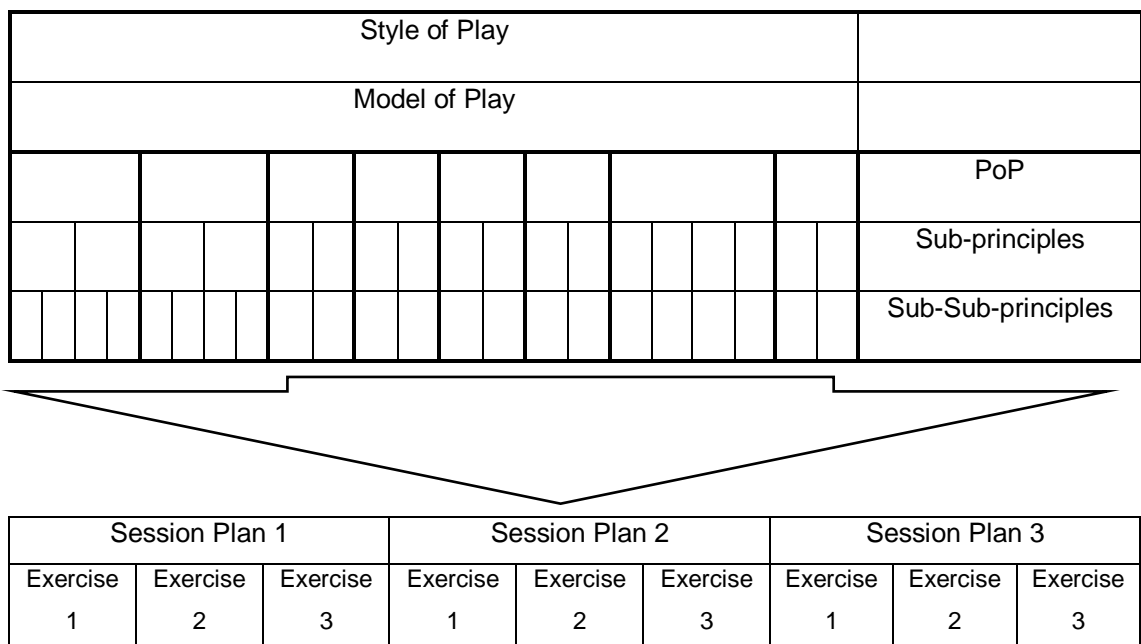 Style of Play
Model of Play
PoP
Sub-principles
Sub-Sub-principles
Session Plan 1 Session Plan 2 Session Plan 3
Exercise Exercise Exercise Exercise Exercise Exercise Exercise Exercise Exercise
1 2 3 1 2 3 1 2 3